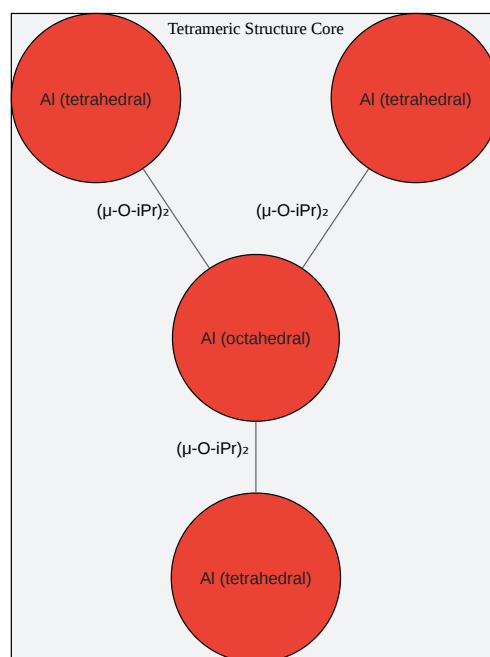 Tetrameric Structure Core
Al (tetrahedral)
Al (tetrahedral)
(μ-O-iPr)₂
(μ-O-iPr)₂
Al (octahedral)
(μ-O-iPr)₂
Al (tetrahedral)